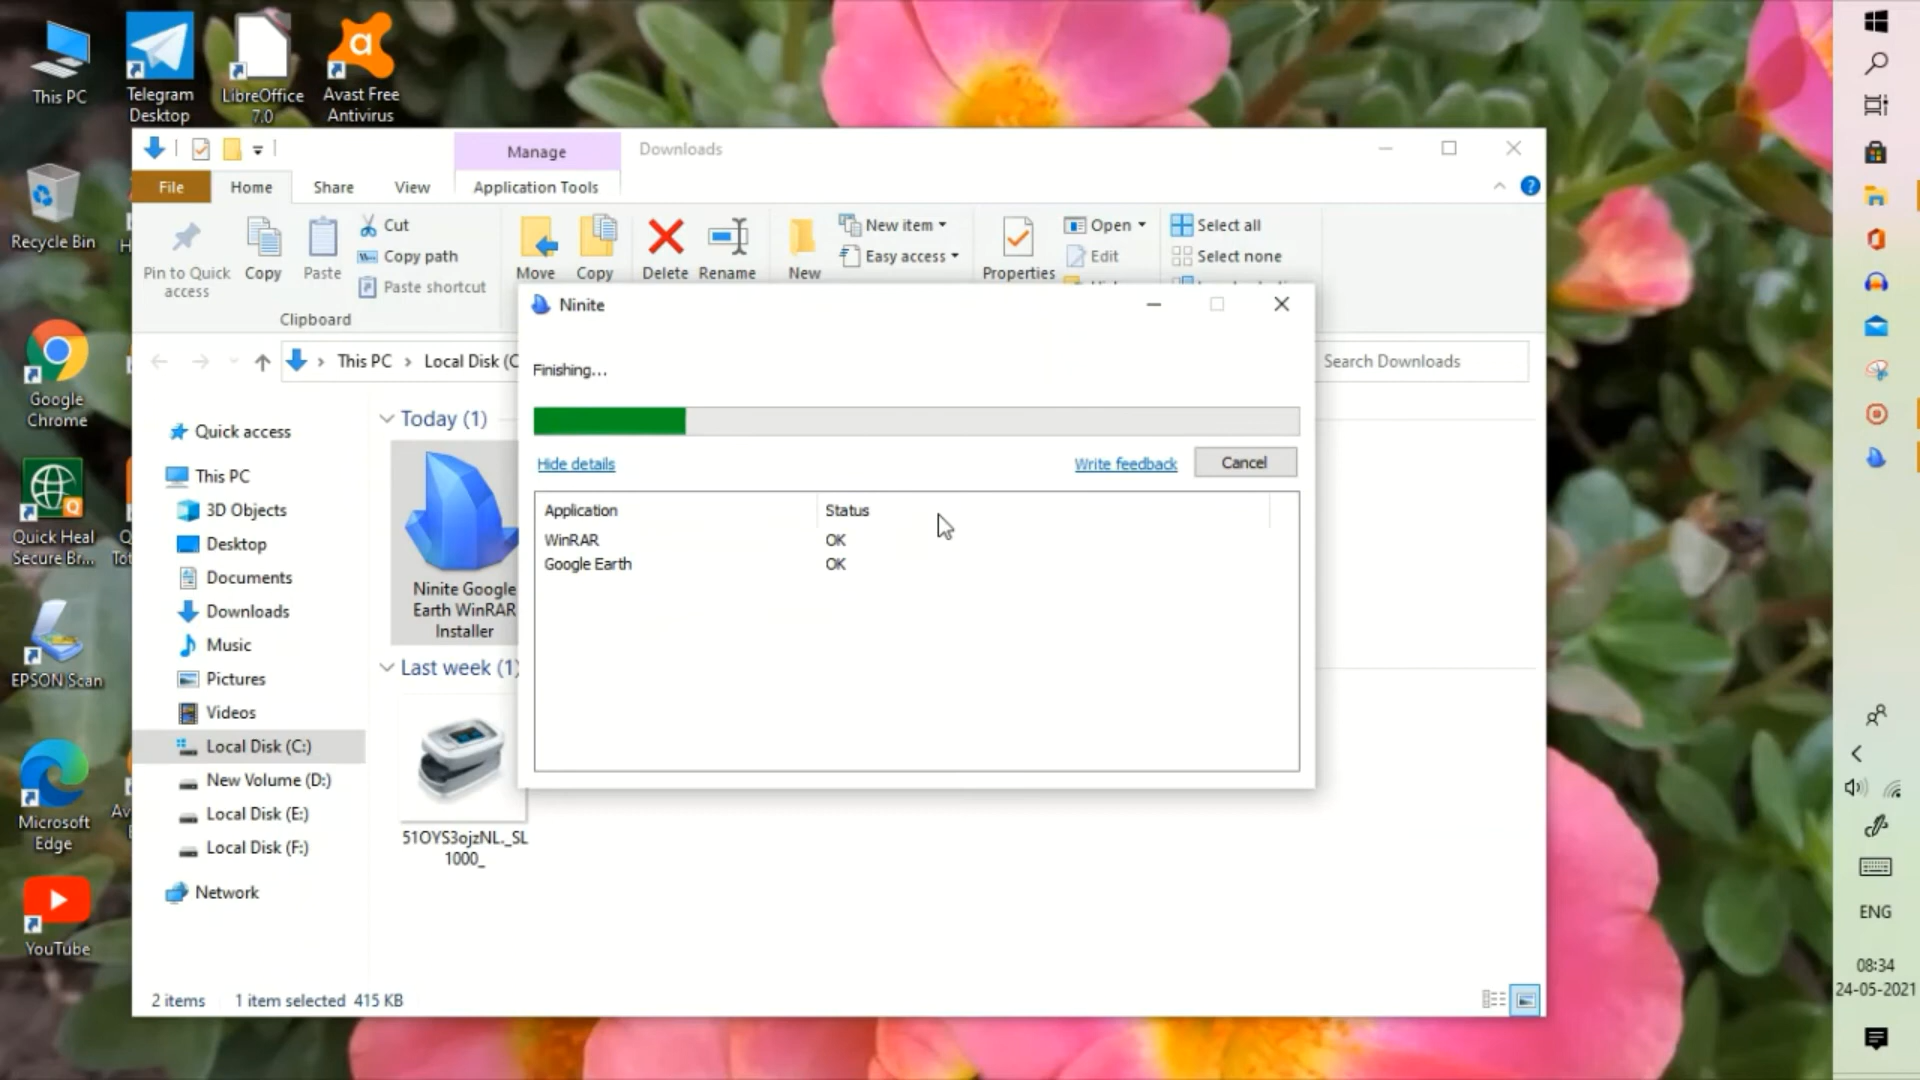 This PC
Telegram
Desktop
LibreOffice
7.0
Avast Free
Antivirus
Recycle Bin
Google
Chrome
Quick Heal
Secure Br...
EPSON Scan
Microsoft
Edge
YouTube
Manage
Downloads
File
Home
Share
View
Application Tools
Pin to Quick
access
Copy
Paste
Cut
Copy path
Paste shortcut
Clipboard
Move
Copy
Delete
Rename
New
New item
Easy access
Properties
Open
Edit
Select all
Select none
This PC
Local Disk (C
Search Downloads
Quick access
This PC
3D Objects
Desktop
Documents
Downloads
Music
Pictures
Videos
Local Disk (C:)
New Volume (D:)
Local Disk (E:)
Local Disk (F:)
Network
Today (1)
Ninite Google
Earth WinRAR
Installer
Last week (1)
51OYS3ojzNL._SL
1000_
2 items
1 item selected 415 KB
Ninite
Finishing...
Hide details
Write feedback
Cancel
Application
Status
WinRAR
OK
Google Earth
OK
ENG
08:34
24-05-2021